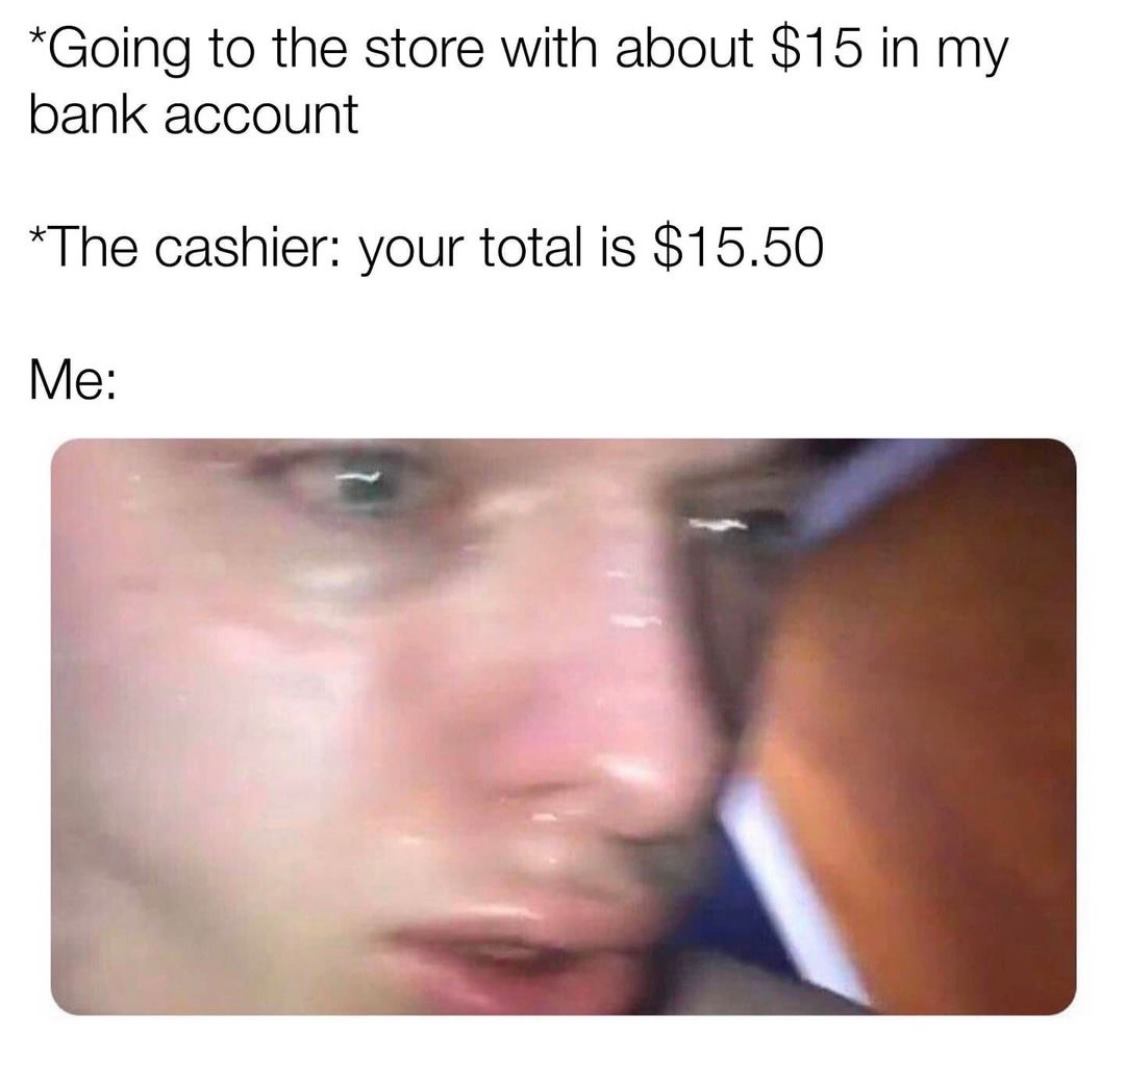 *Going to the store with about $15 in my
bank account
*The cashier: your total is $15.50
Me: